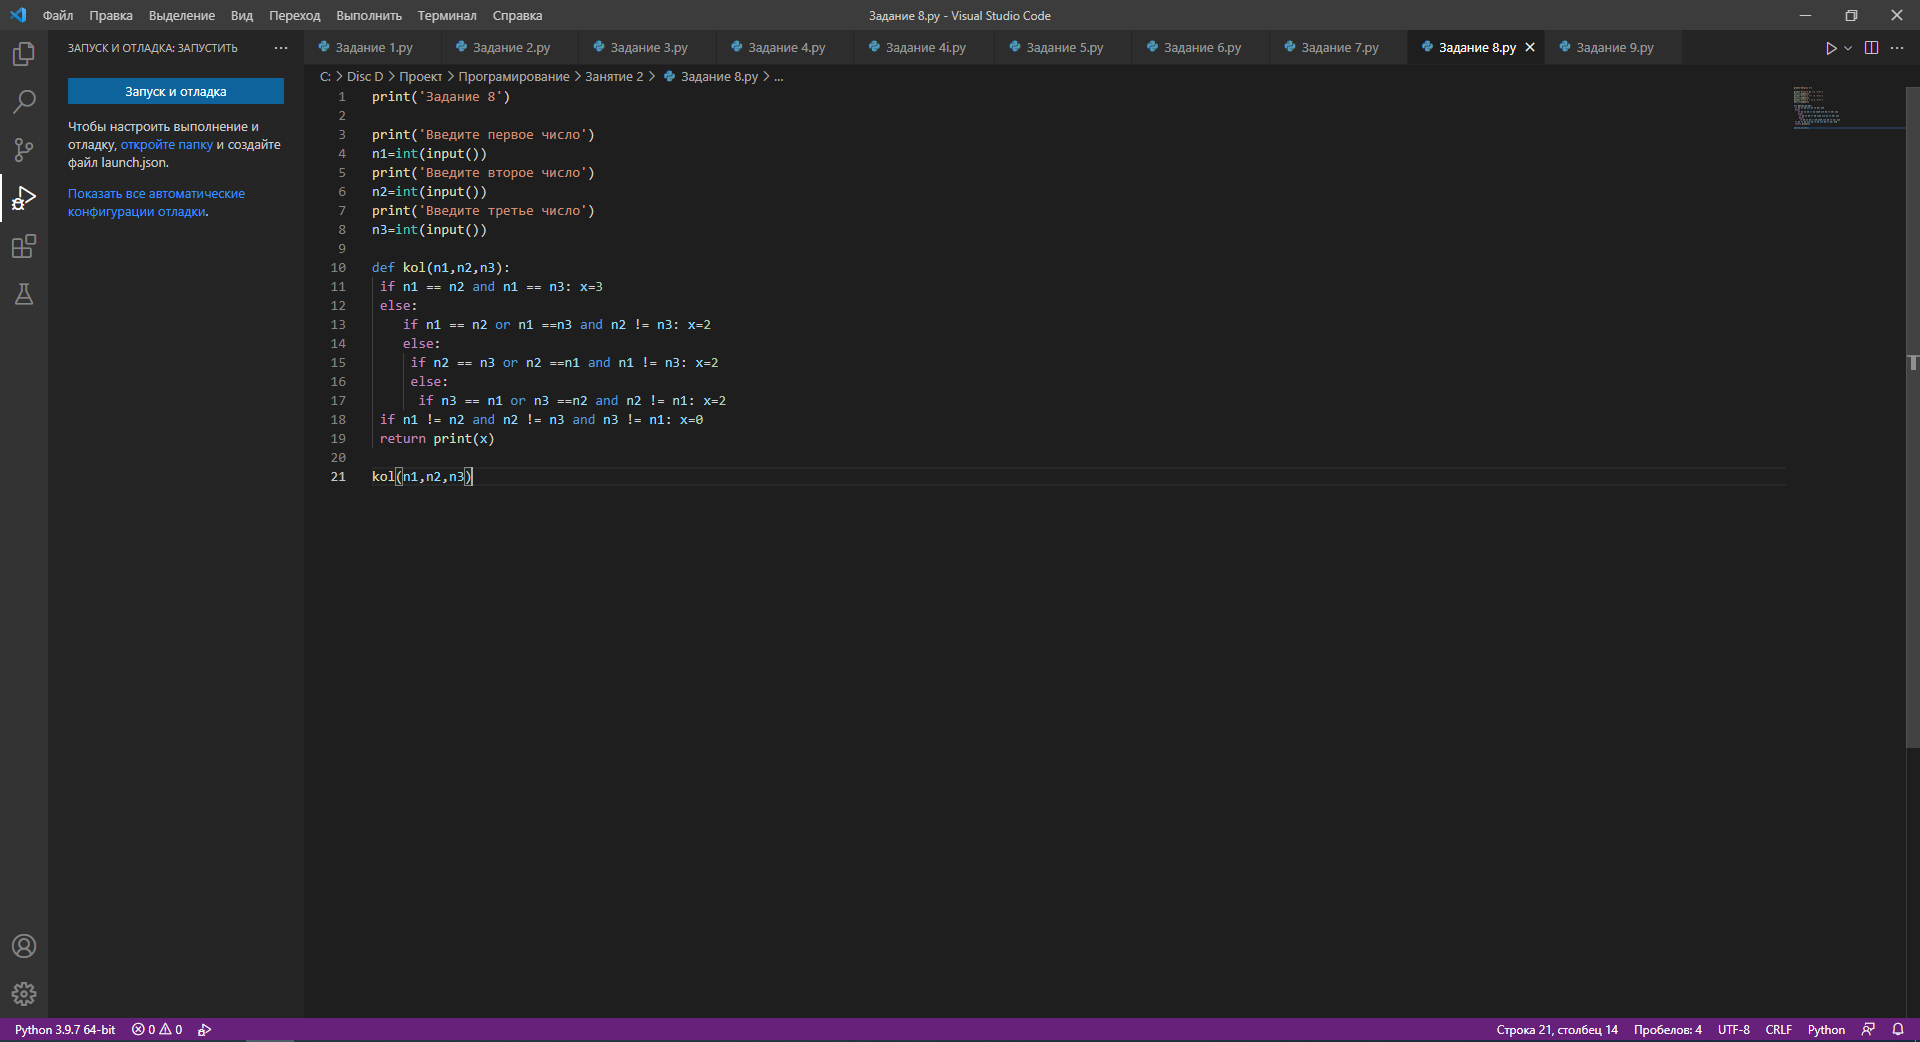 Файл Правка Выделение Вид Переход Выполнить Терминал Справка Задание 8.py - Visual Studio Code
ЗАПУСК И ОТЛАДКА: ЗАПУСТИТЬ
Задание 1.py Задание 2.py Задание 3.py Задание 4.py Задание 4i.py Задание 5.py Задание 6.py Задание 7.py Задание 8.py Задание 9.py
C: > Disc D > Проект > Програмирование > Занятие 2 > Задание 8.py > ...
Запуск и отладка
Чтобы настроить выполнение и
отладку, откройте папку и создайте
файл launch.json.
Показать все автоматические
конфигурации отладки.
1 print('Задание 8')
2
3 print('Введите первое число')
4 n1=int(input())
5 print('Введите второе число')
6 n2=int(input())
7 print('Введите третье число')
8 n3=int(input())
9
10 def kol(n1,n2,n3):
11 if n1 == n2 and n1 == n3: x=3
12 else:
13 if n1 == n2 or n1 ==n3 and n2 != n3: x=2
14 else:
15 if n2 == n3 or n2 ==n1 and n1 != n3: x=2
16 else:
17 if n3 == n1 or n3 ==n2 and n2 != n1: x=2
18 if n1 != n2 and n2 != n3 and n3 != n1: x=0
19 return print(x)
20
21 kol(n1,n2,n3)
Python 3.9.7 64-bit 0 0 Строка 21, столбец 14 Пробелов: 4 UTF-8 CRLF Python